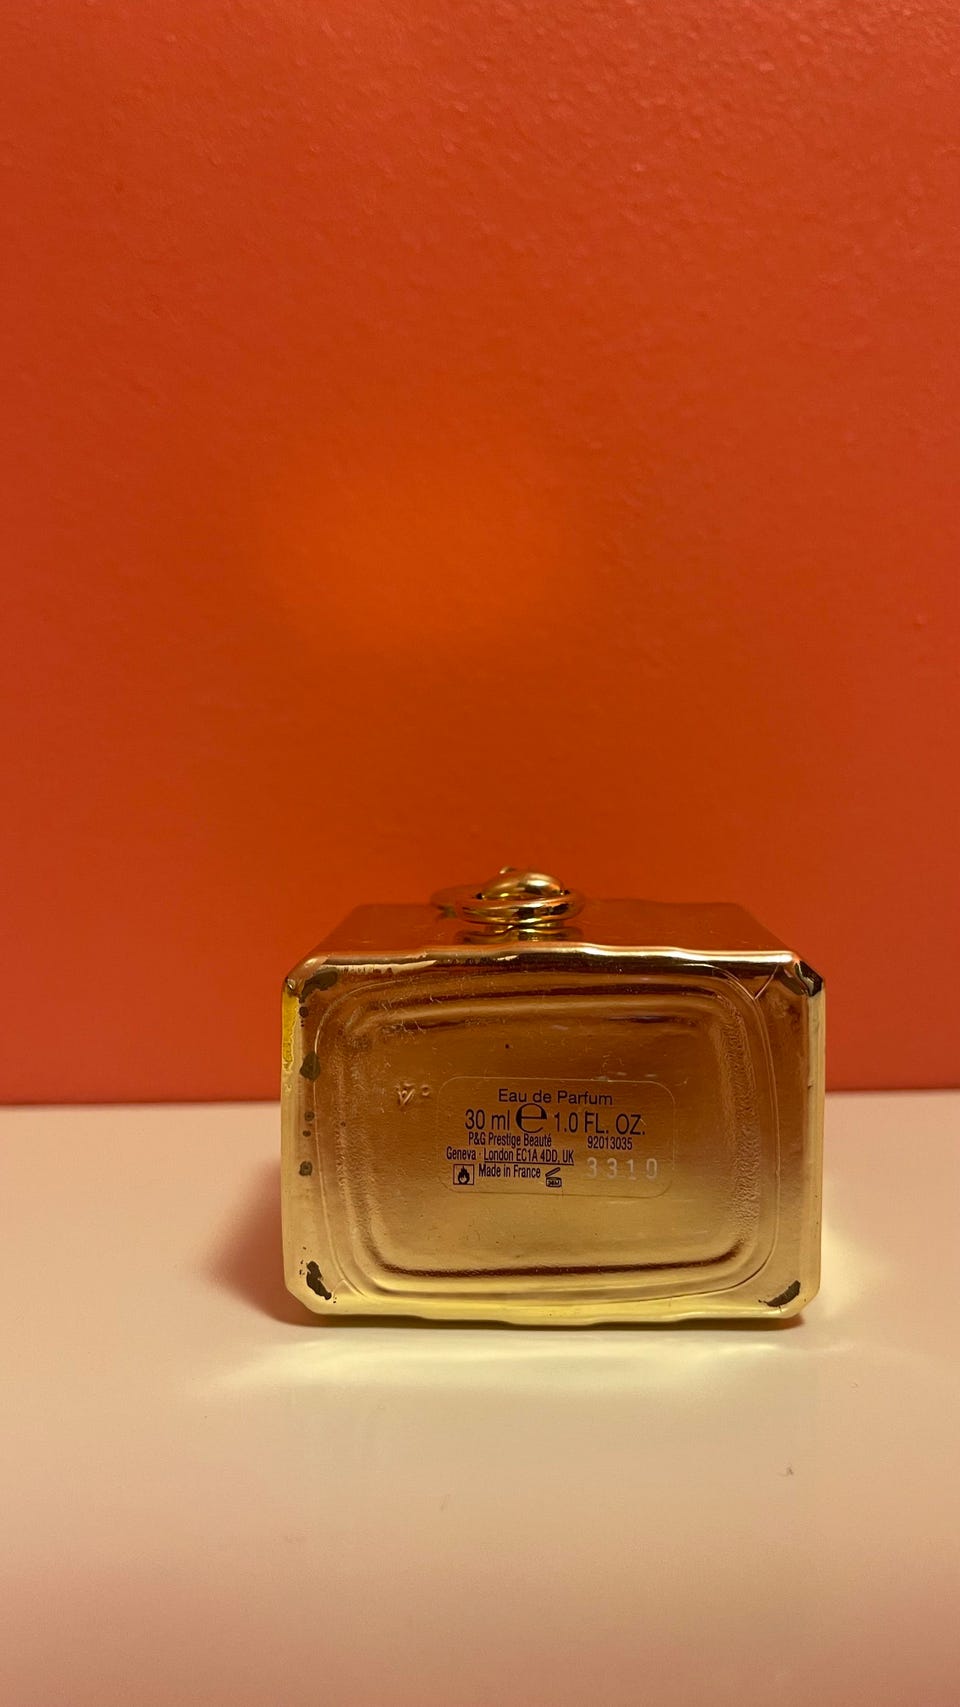 Eau de Parfum
30 ml ℮ 1.0 FL. OZ.
P&G Prestige Beauté 92013035
Geneva · London EC1A 4DD, UK
Made in France 3310